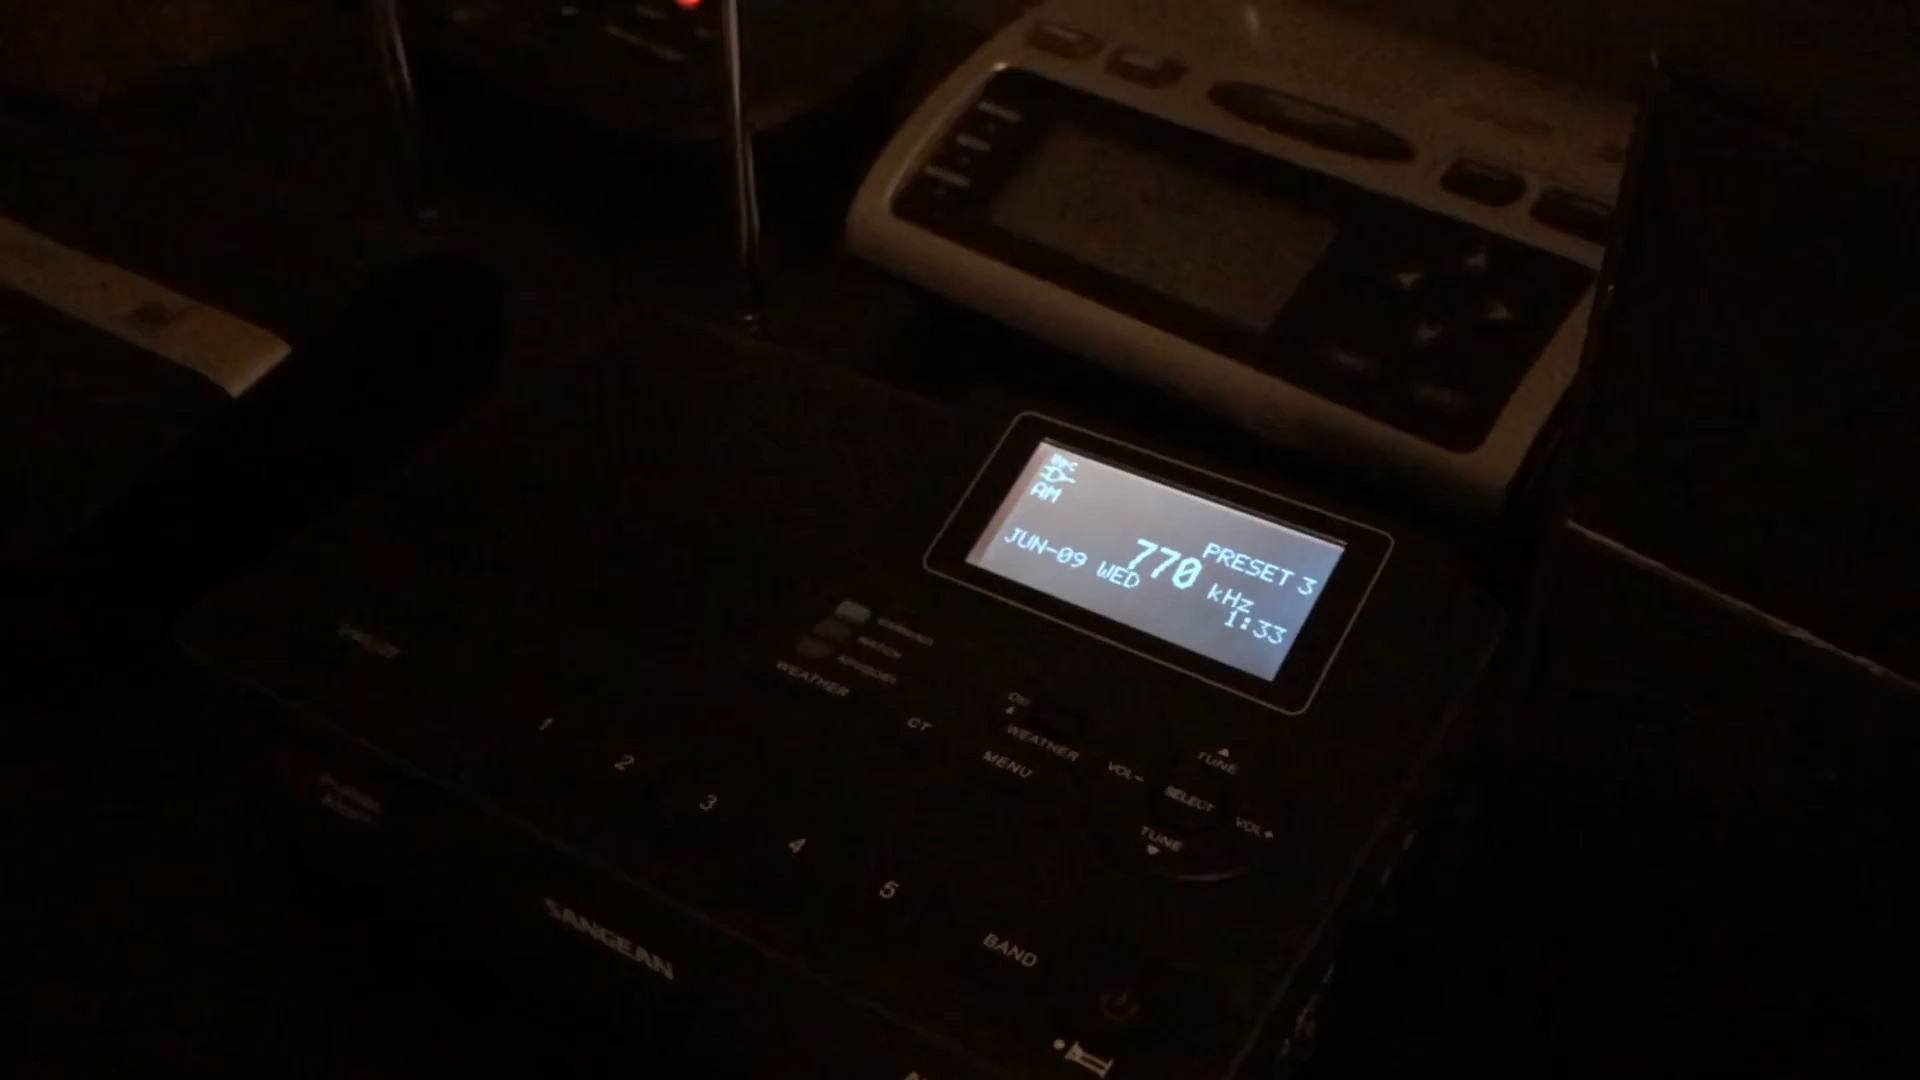 AM
PRESET 3
JUN-09 WED
770 kHz
1:33
WATCH
WEATHER
CT
WEATHER
MENU
VOL-
TUNE
SELECT
VOL+
TUNE
1
2
3
4
5
BAND
SANGEAN